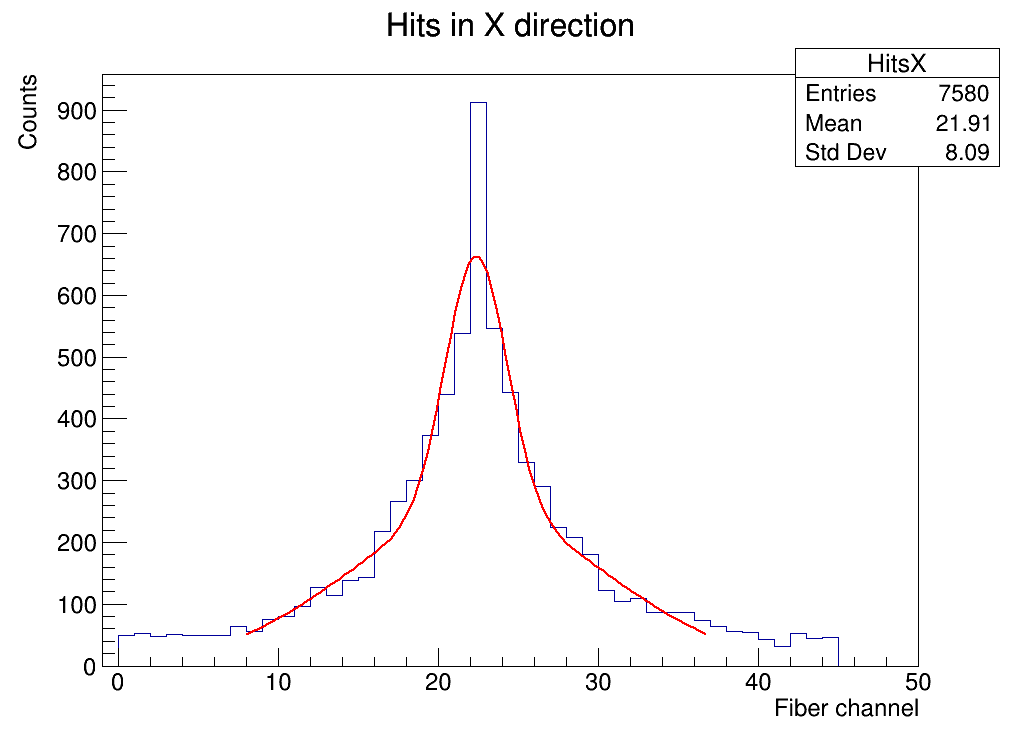 Hits in X direction
HitsX
Entries 7580
Mean 21.91
Std Dev 8.09
Counts
900
800
700
600
500
400
300
200
100
0
0 10 20 30 40 50
Fiber channel